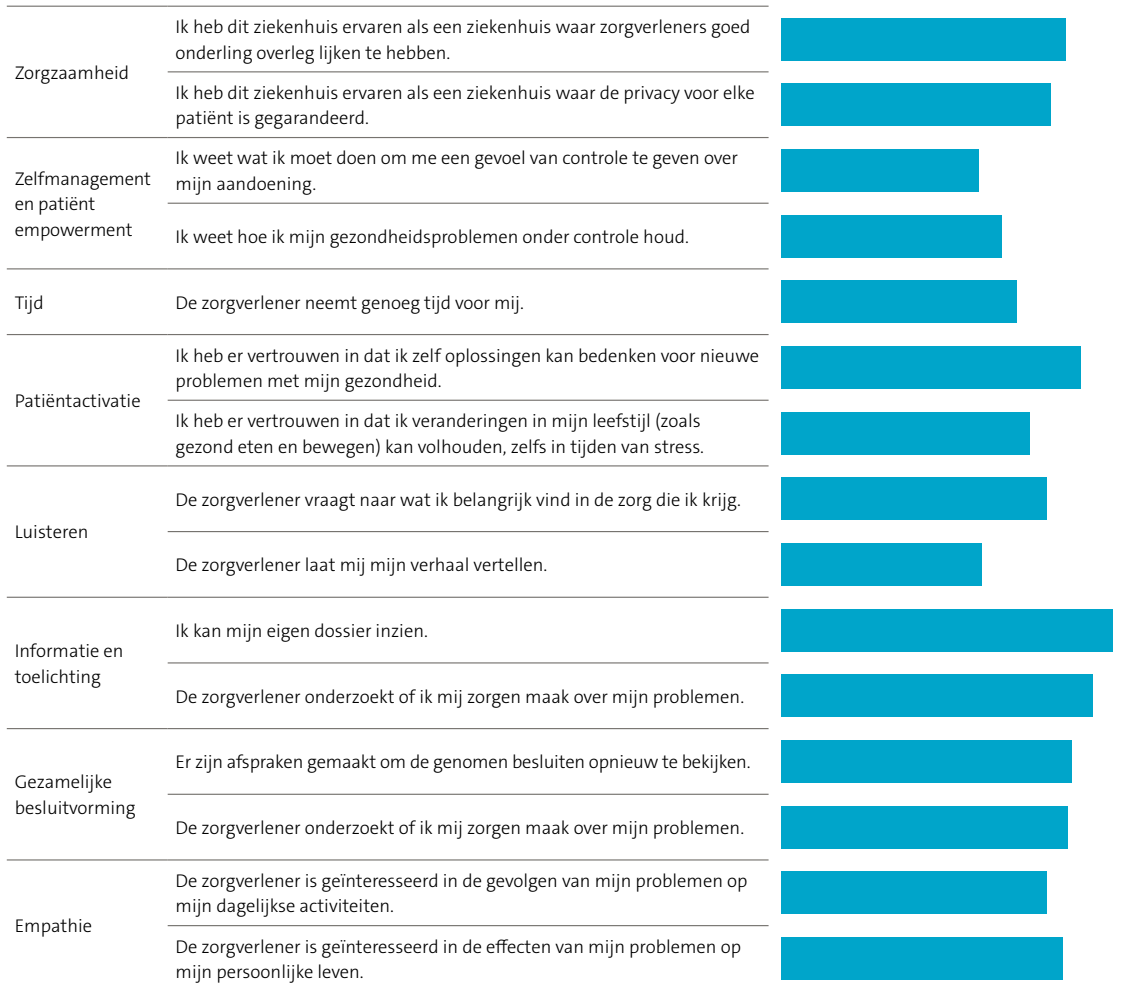 Zorgzaamheid
Ik heb dit ziekenhuis ervaren als een ziekenhuis waar zorgverleners goed
onderling overleg lijken te hebben.
Ik heb dit ziekenhuis ervaren als een ziekenhuis waar de privacy voor elke
patiënt is gegarandeerd.
Zelfmanagement
en patiënt
empowerment
Ik weet wat ik moet doen om me een gevoel van controle te geven over
mijn aandoening.
Ik weet hoe ik mijn gezondheidsproblemen onder controle houd.
Tijd
De zorgverlener neemt genoeg tijd voor mij.
Patiëntactivatie
Ik heb er vertrouwen in dat ik zelf oplossingen kan bedenken voor nieuwe
problemen met mijn gezondheid.
Ik heb er vertrouwen in dat ik veranderingen in mijn leefstijl (zoals
gezond eten en bewegen) kan volhouden, zelfs in tijden van stress.
Luisteren
De zorgverlener vraagt naar wat ik belangrijk vind in de zorg die ik krijg.
De zorgverlener laat mij mijn verhaal vertellen.
Informatie en
toelichting
Ik kan mijn eigen dossier inzien.
De zorgverlener onderzoekt of ik mij zorgen maak over mijn problemen.
Gezamelijke
besluitvorming
Er zijn afspraken gemaakt om de genomen besluiten opnieuw te bekijken.
De zorgverlener onderzoekt of ik mij zorgen maak over mijn problemen.
Empathie
De zorgverlener is geïnteresseerd in de gevolgen van mijn problemen op
mijn dagelijkse activiteiten.
De zorgverlener is geïnteresseerd in de effecten van mijn problemen op
mijn persoonlijke leven.